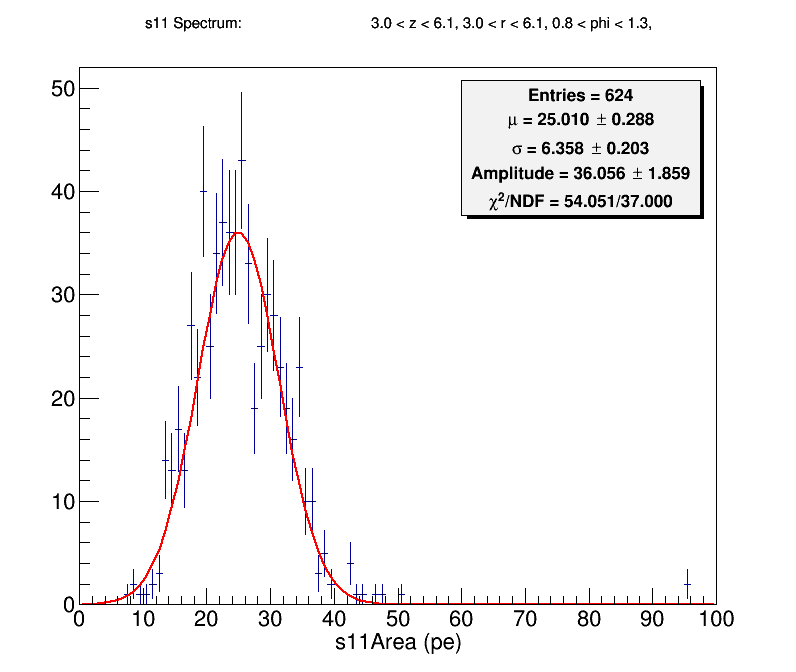 s11 Spectrum: 3.0 < z < 6.1, 3.0 < r < 6.1, 0.8 < phi < 1.3,
Entries = 624
μ = 25.010 ± 0.288
σ = 6.358 ± 0.203
Amplitude = 36.056 ± 1.859
χ²/NDF = 54.051/37.000
50
40
30
20
10
0
0 10 20 30 40 50 60 70 80 90 100
s11Area (pe)